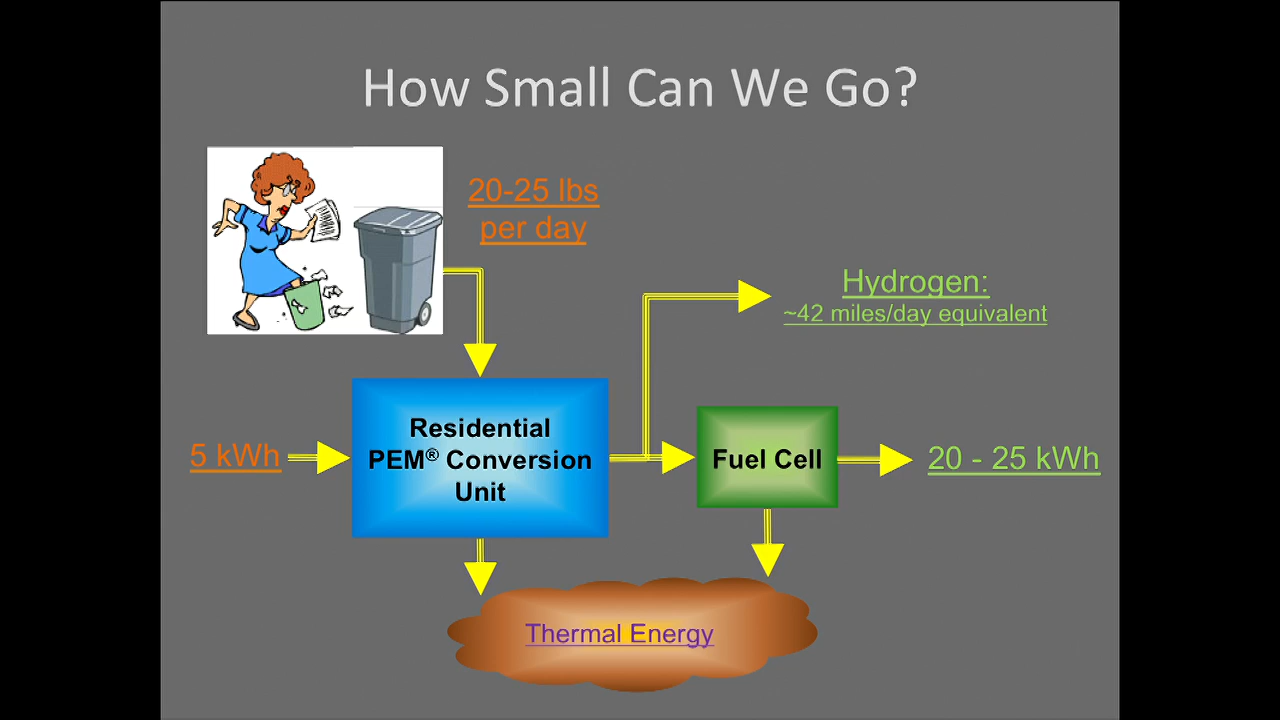 How Small Can We Go?
20-25 lbs
per day
Hydrogen:
~42 miles/day equivalent
Residential
PEM® Conversion
Unit
5 kWh
Fuel Cell
20 - 25 kWh
Thermal Energy